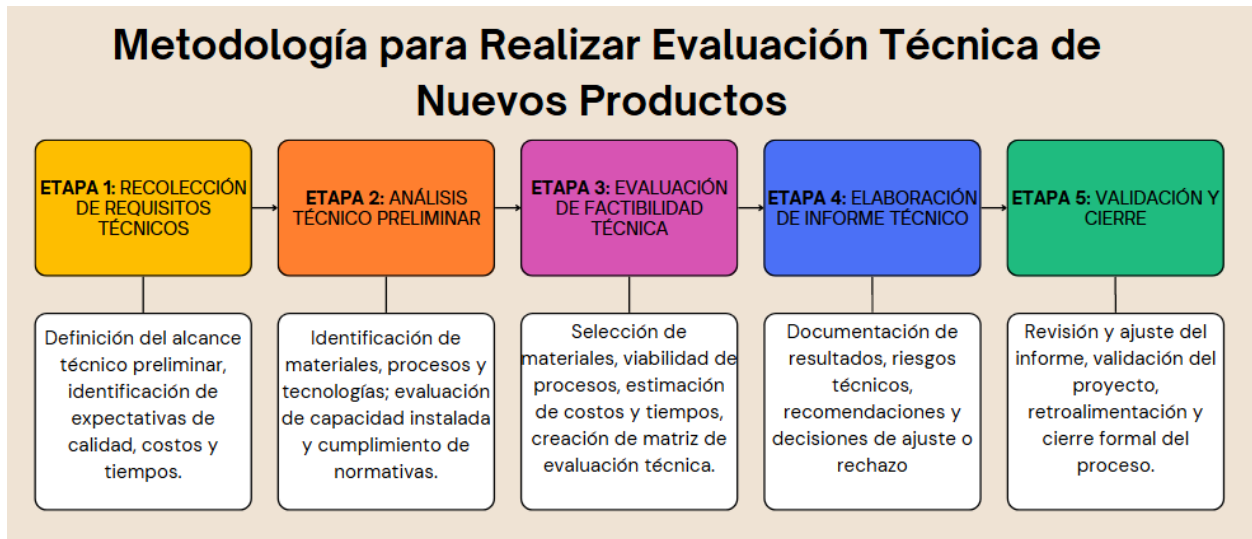 Metodología para Realizar Evaluación Técnica de
Nuevos Productos
ETAPA 1: RECOLECCIÓN
DE REQUISITOS
TÉCNICOS
ETAPA 2: ANÁLISIS
TÉCNICO PRELIMINAR
ETAPA 3: EVALUACIÓN
DE FACTIBILIDAD
TÉCNICA
ETAPA 4: ELABORACIÓN
DE INFORME TÉCNICO
ETAPA 5: VALIDACIÓN Y
CIERRE
Definición del alcance
técnico preliminar,
identificación de
expectativas de
calidad, costos y
tiempos.
Identificación de
materiales, procesos y
tecnologías; evaluación
de capacidad instalada
y cumplimiento de
normativas.
Selección de
materiales, viabilidad de
procesos, estimación
de costos y tiempos,
creación de matriz de
evaluación técnica.
Documentación de
resultados, riesgos
técnicos,
recomendaciones y
decisiones de ajuste o
rechazo
Revisión y ajuste del
informe, validación del
proyecto,
retroalimentación y
cierre formal del
proceso.